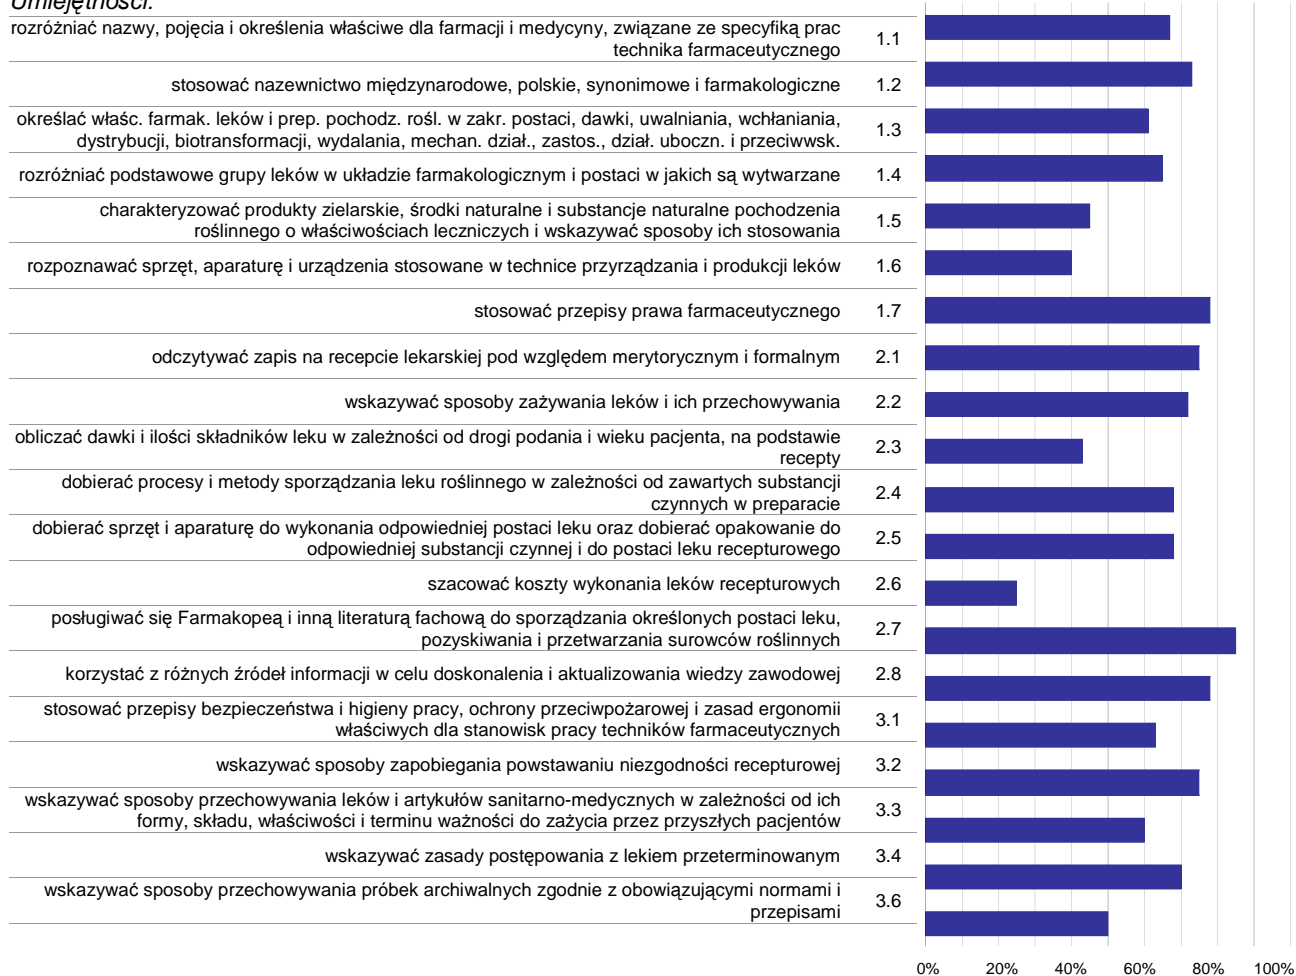 Umiejętności:
rozróżniać nazwy, pojęcia i określenia właściwe dla farmacji i medycyny, związane ze specyfiką prac
technika farmaceutycznego
1.1
stosować nazewnictwo międzynarodowe, polskie, synonimowe i farmakologiczne
1.2
określać właśc. farmak. leków i prep. pochodz. rośl. w zakr. postaci, dawki, uwalniania, wchłaniania,
dystrybucji, biotransformacji, wydalania, mechan. dział., zastos., dział. uboczn. i przeciwwsk.
1.3
rozróżniać podstawowe grupy leków w układzie farmakologicznym i postaci w jakich są wytwarzane
1.4
charakteryzować produkty zielarskie, środki naturalne i substancje naturalne pochodzenia
roślinnego o właściwościach leczniczych i wskazywać sposoby ich stosowania
1.5
rozpoznawać sprzęt, aparaturę i urządzenia stosowane w technice przyrządzania i produkcji leków
1.6
stosować przepisy prawa farmaceutycznego
1.7
odczytywać zapis na recepcie lekarskiej pod względem merytorycznym i formalnym
2.1
wskazywać sposoby zażywania leków i ich przechowywania
2.2
obliczać dawki i ilości składników leku w zależności od drogi podania i wieku pacjenta, na podstawie
recepty
2.3
dobierać procesy i metody sporządzania leku roślinnego w zależności od zawartych substancji
czynnych w preparacie
2.4
dobierać sprzęt i aparaturę do wykonania odpowiedniej postaci leku oraz dobierać opakowanie do
odpowiedniej substancji czynnej i do postaci leku recepturowego
2.5
szacować koszty wykonania leków recepturowych
2.6
posługiwać się Farmakopeą i inną literaturą fachową do sporządzania określonych postaci leku,
pozyskiwania i przetwarzania surowców roślinnych
2.7
korzystać z różnych źródeł informacji w celu doskonalenia i aktualizowania wiedzy zawodowej
2.8
stosować przepisy bezpieczeństwa i higieny pracy, ochrony przeciwpożarowej i zasad ergonomii
właściwych dla stanowisk pracy techników farmaceutycznych
3.1
wskazywać sposoby zapobiegania powstawaniu niezgodności recepturowej
3.2
wskazywać sposoby przechowywania leków i artykułów sanitarno-medycznych w zależności od ich
formy, składu, właściwości i terminu ważności do zażycia przez przyszłych pacjentów
3.3
wskazywać zasady postępowania z lekiem przeterminowanym
3.4
wskazywać sposoby przechowywania próbek archiwalnych zgodnie z obowiązującymi normami i
przepisami
3.6
0% 20% 40% 60% 80% 100%